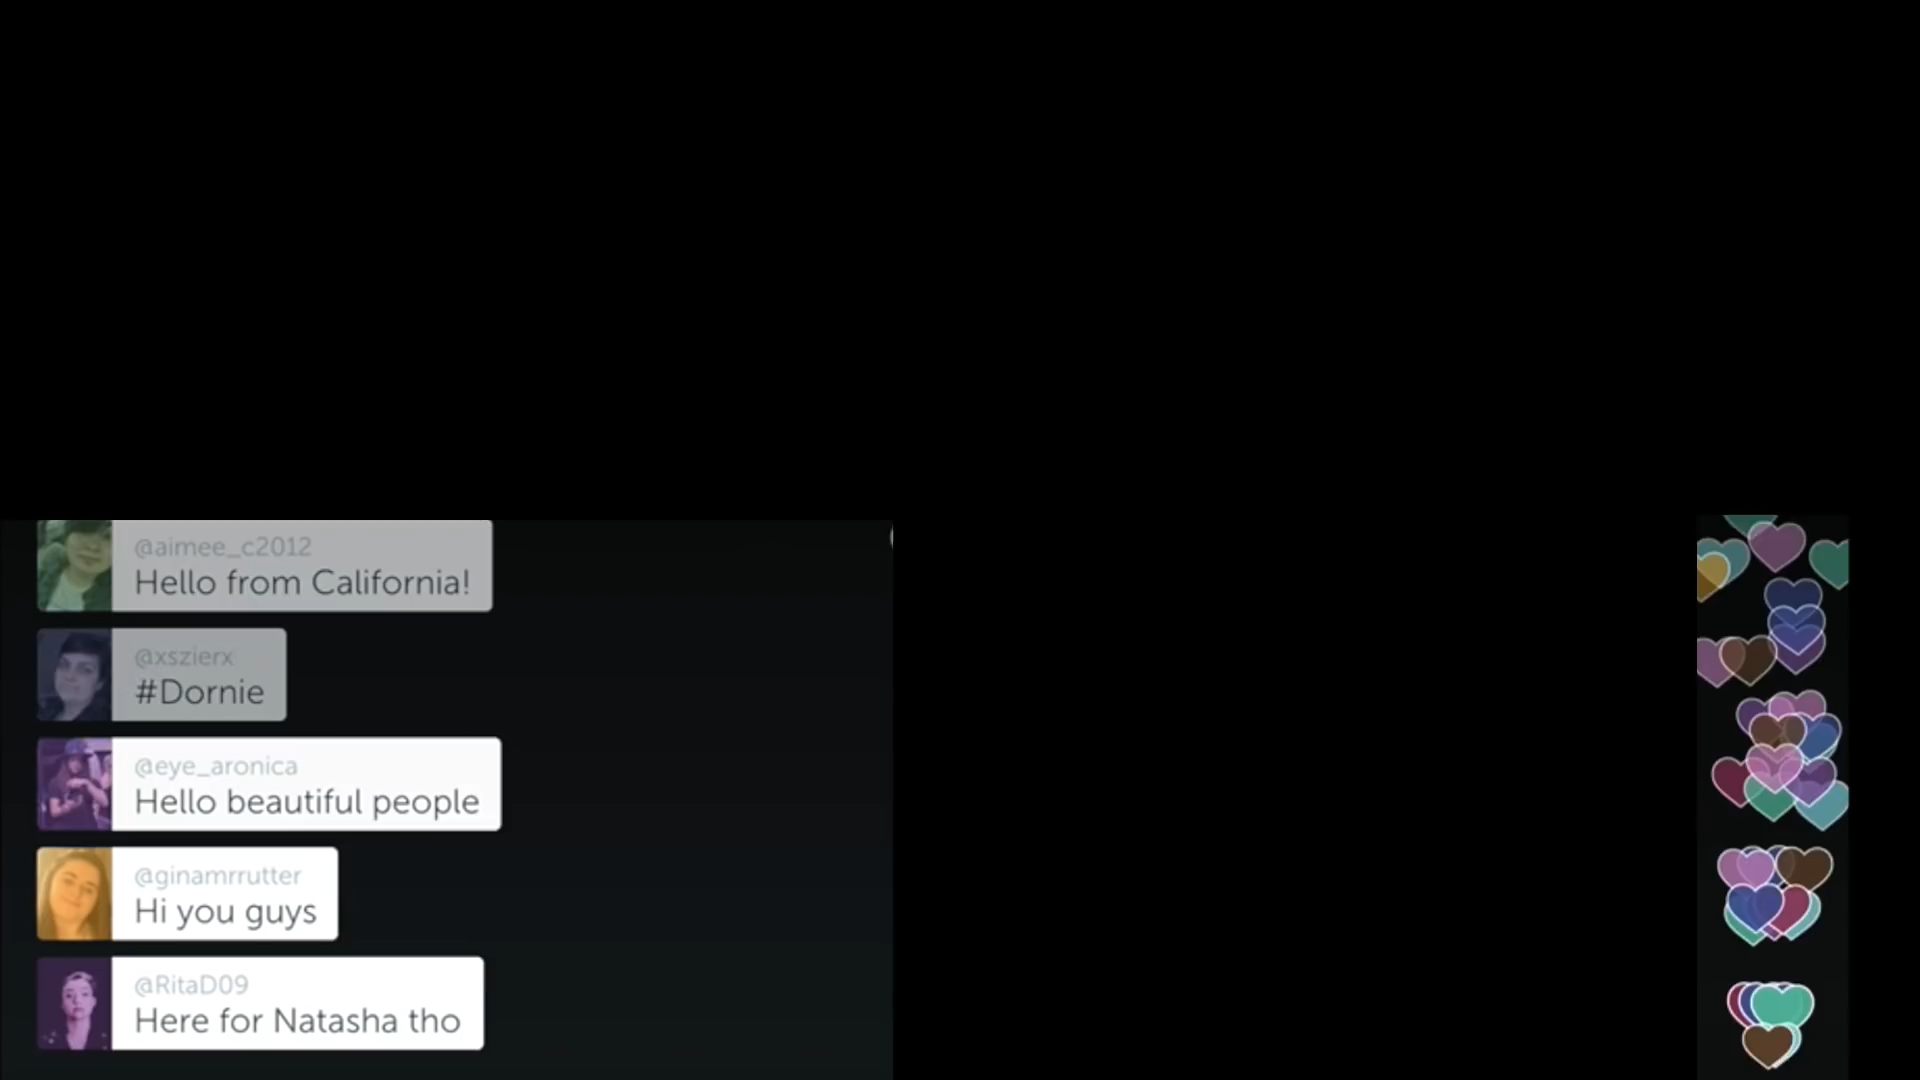 @aimee_c2012
Hello from California!
@xszierx
#Dornie
@eye_aronica
Hello beautiful people
@ginamrrutter
Hi you guys
@RitaD09
Here for Natasha tho